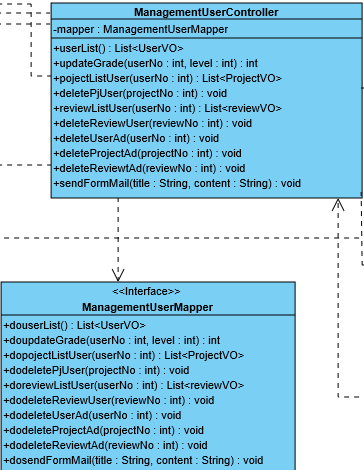 ManagementUserController
-mapper : ManagementUserMapper
+userList() : List<UserVO>
+updateGrade(userNo : int, level : int) : int
+pojectListUser(userNo : int) : List<ProjectVO>
+deletePjUser(projectNo : int) : void
+reviewListUser(userNo : int) : List<reviewVO>
+deleteReviewUser(reviewNo : int) : void
+deleteUserAd(userNo : int) : void
+deleteProjectAd(projectNo : int) : void
+deleteReviewtAd(reviewNo : int) : void
+sendFormMail(title : String, content : String) : void
<<Interface>>
ManagementUserMapper
+douserList() : List<UserVO>
+doupdateGrade(userNo : int, level : int) : int
+dopojectListUser(userNo : int) : List<ProjectVO>
+dodeletePjUser(projectNo : int) : void
+doreviewListUser(userNo : int) : List<reviewVO>
+dodeleteReviewUser(reviewNo : int) : void
+dodeleteUserAd(userNo : int) : void
+dodeleteProjectAd(projectNo : int) : void
+dodeleteReviewtAd(reviewNo : int) : void
+dosendFormMail(title : String, content : String) : void